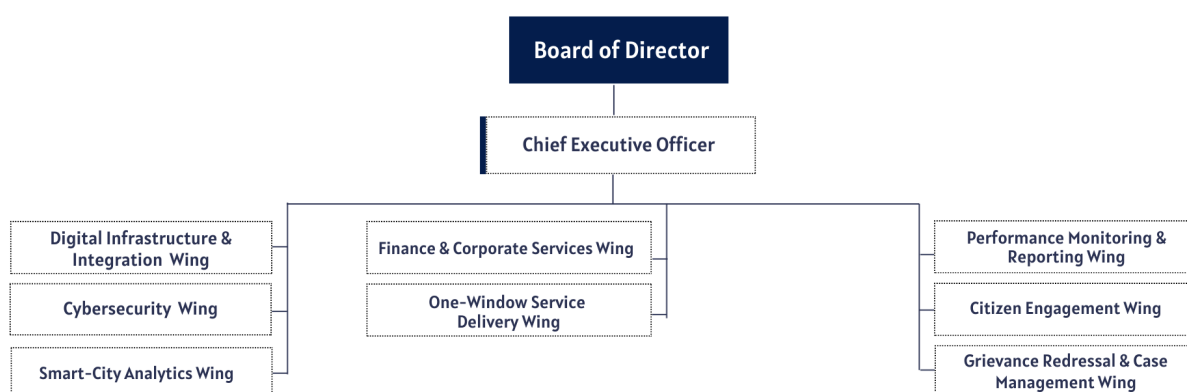 Board of Director
Chief Executive Officer
Digital Infrastructure &
Integration Wing
Cybersecurity Wing
Smart-City Analytics Wing
Finance & Corporate Services Wing
One-Window Service
Delivery Wing
Performance Monitoring &
Reporting Wing
Citizen Engagement Wing
Grievance Redressal & Case
Management Wing